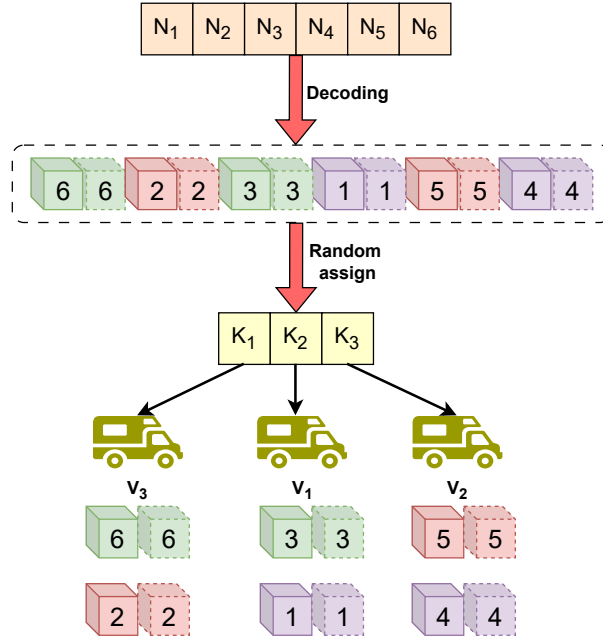 N₁ N₂ N₃ N₄ N₅ N₆
Decoding
6 6 2 2 3 3 1 1 5 5 4 4
Random
assign
K₁ K₂ K₃
V₃ V₁ V₂
6 6 3 3 5 5
2 2 1 1 4 4